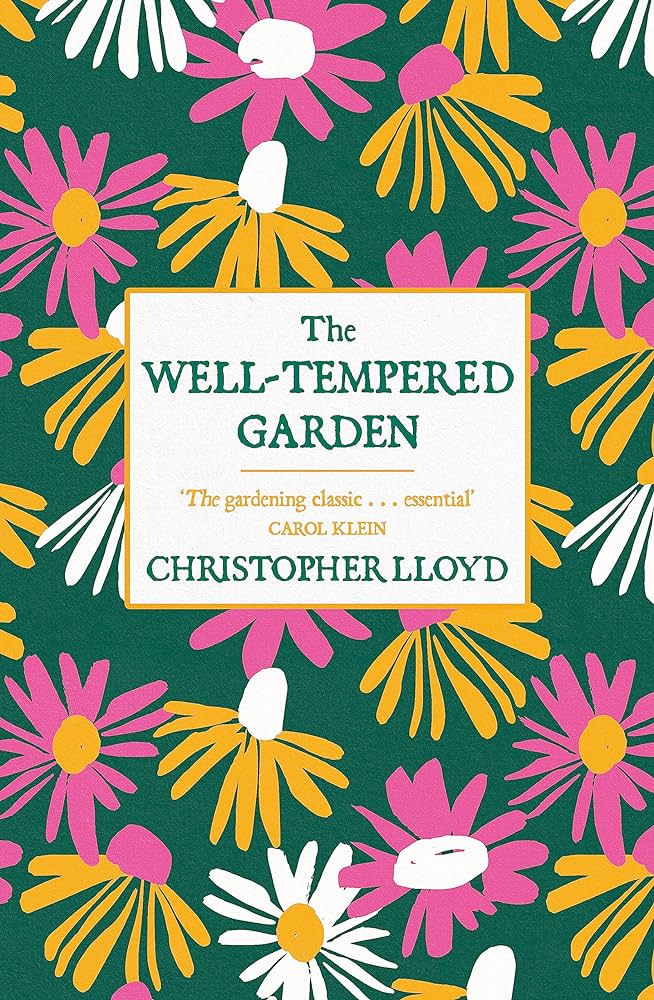 The
WELL-TEMPERED
GARDEN
‘The gardening classic . . . essential’
CAROL KLEIN
CHRISTOPHER LLOYD